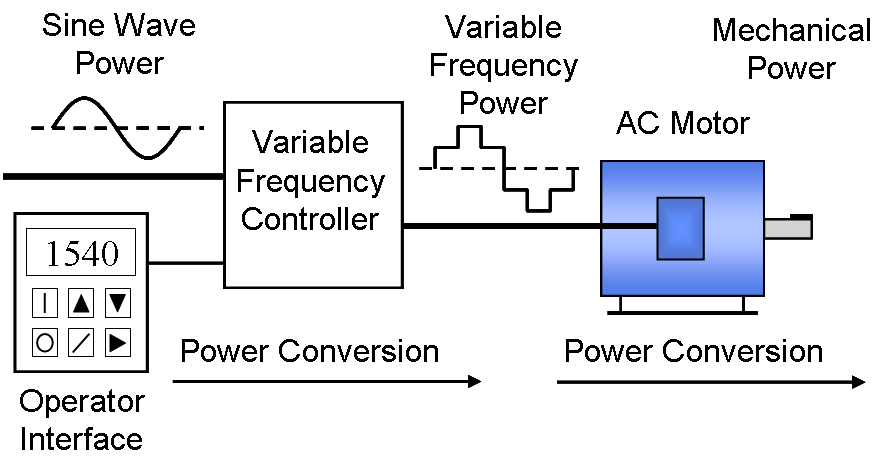 Sine Wave
Power
Variable
Frequency
Power
Mechanical
Power
AC Motor
Variable
Frequency
Controller
1540
Power Conversion
Power Conversion
Operator
Interface